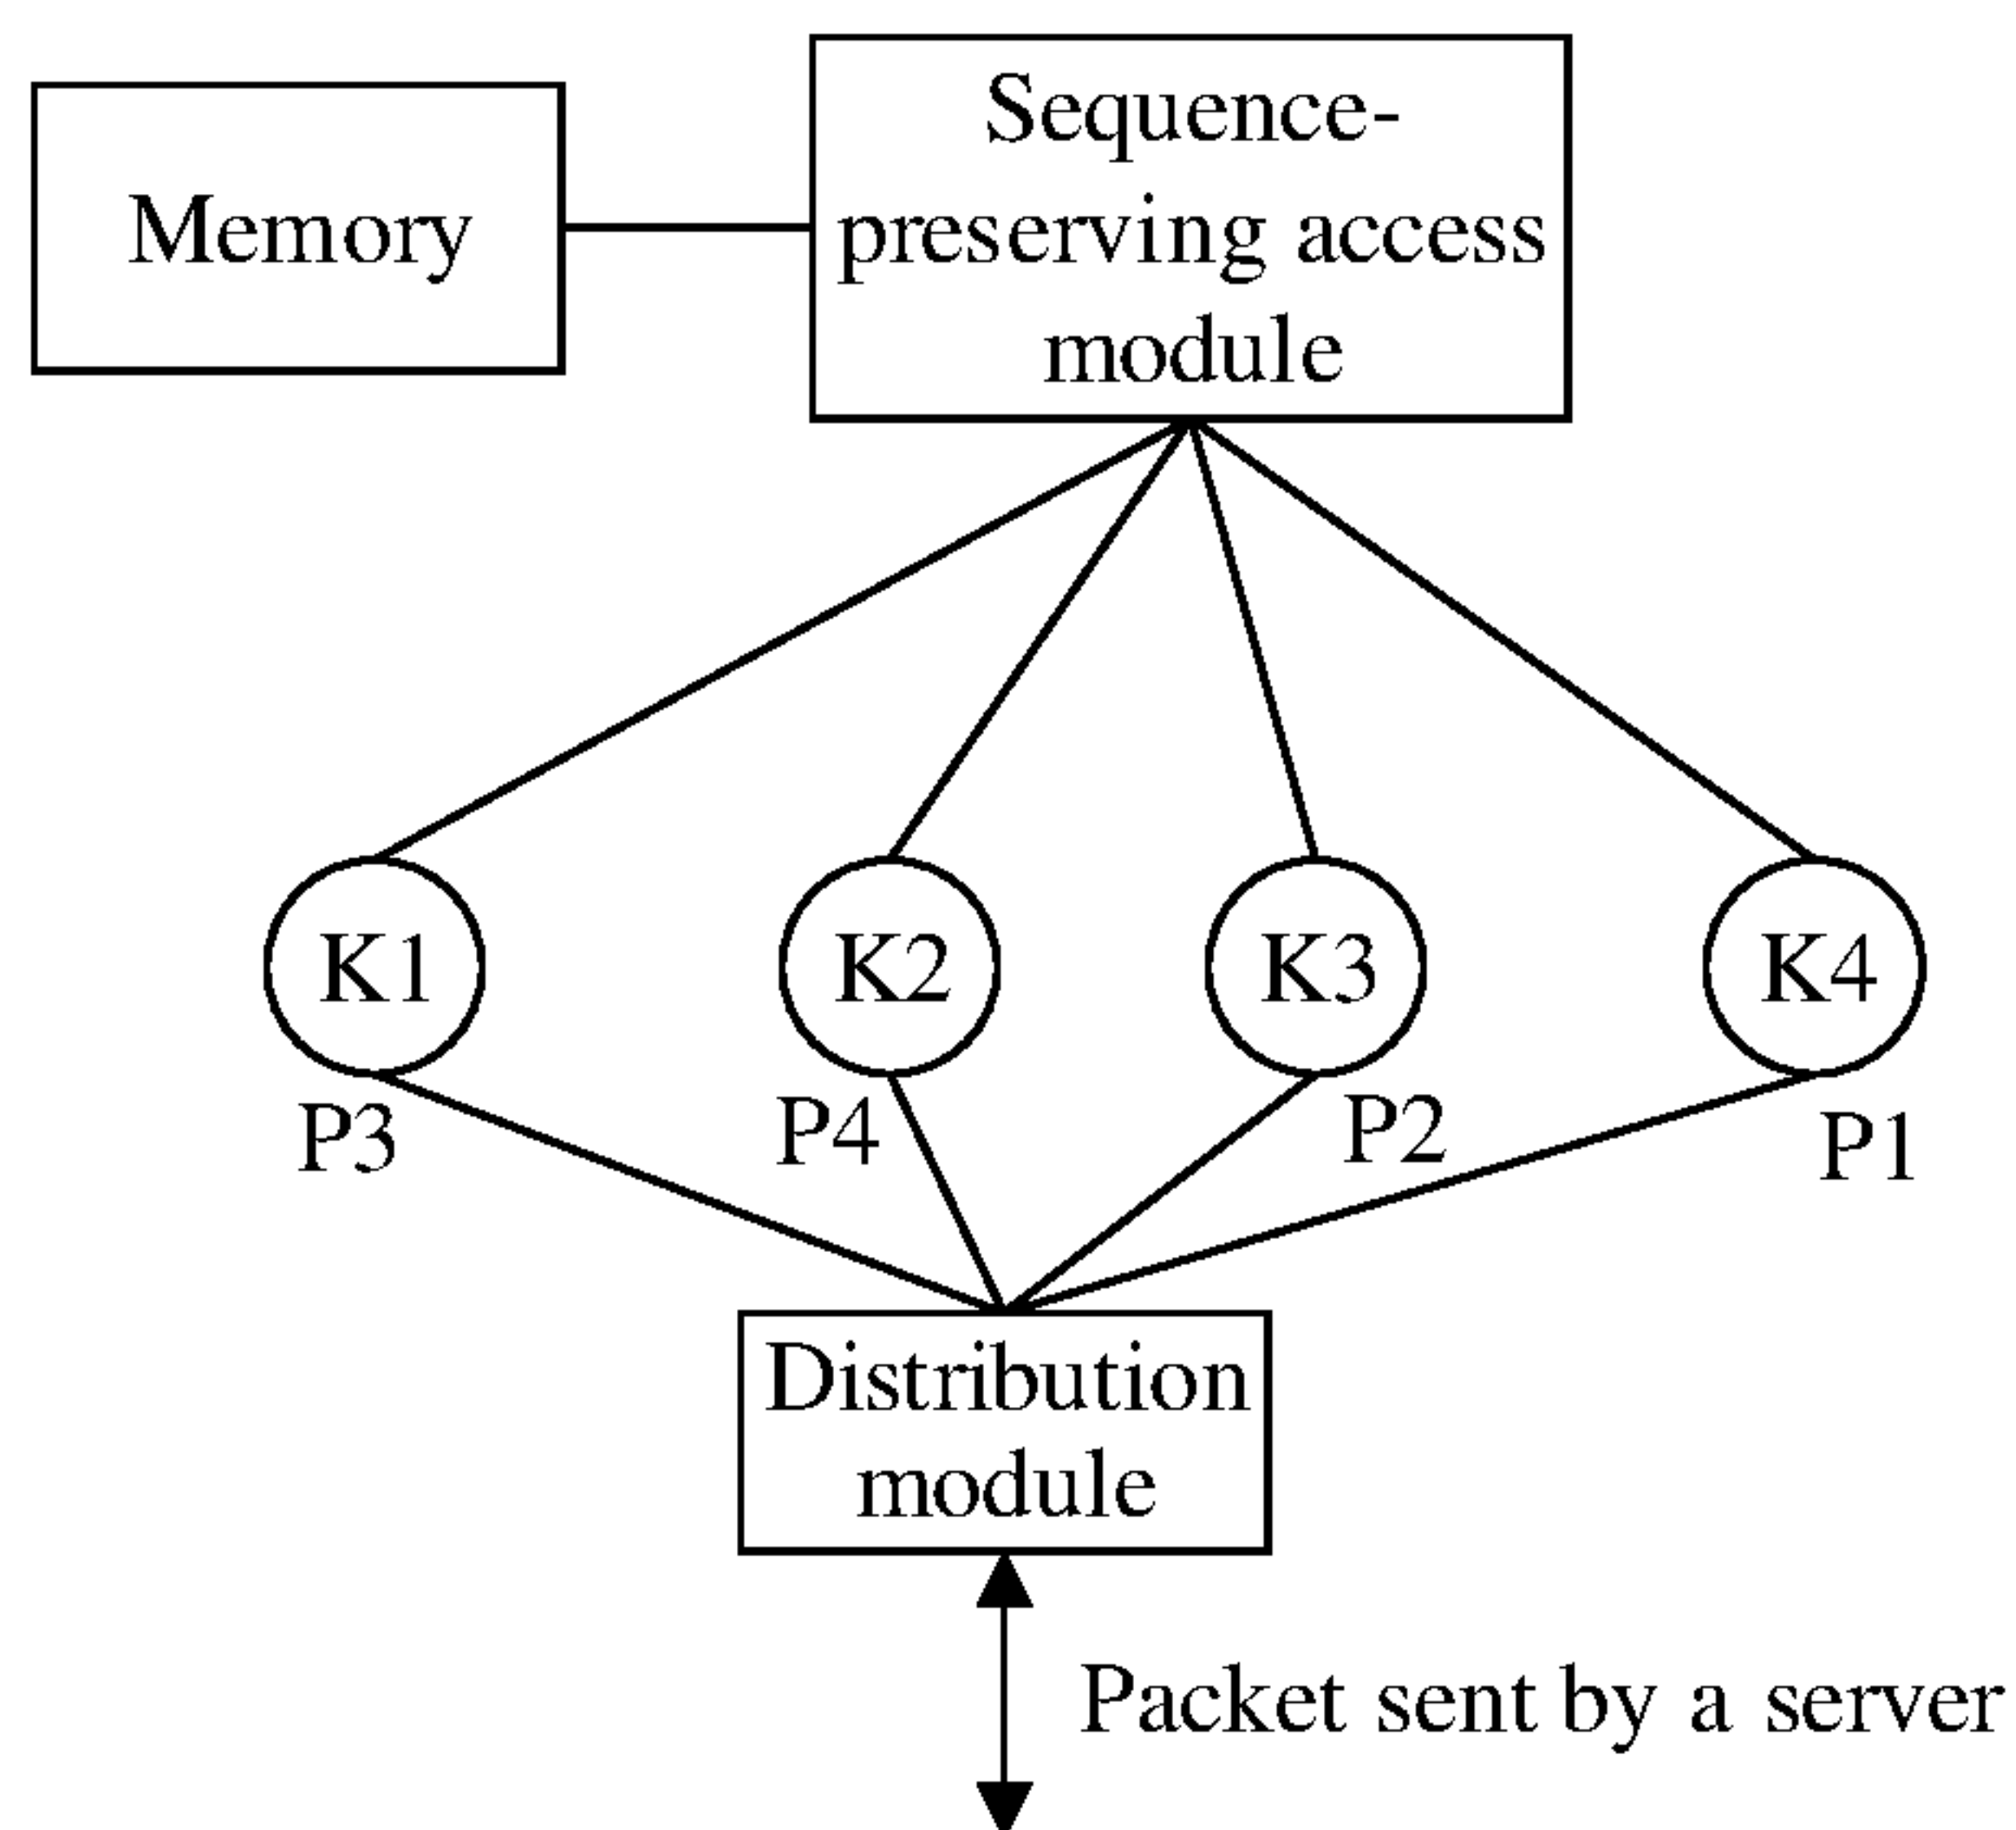 Memory
Sequence-
preserving access
module
K1
K2
K3
K4
P3
P4
P2
P1
Distribution
module
Packet sent by a server